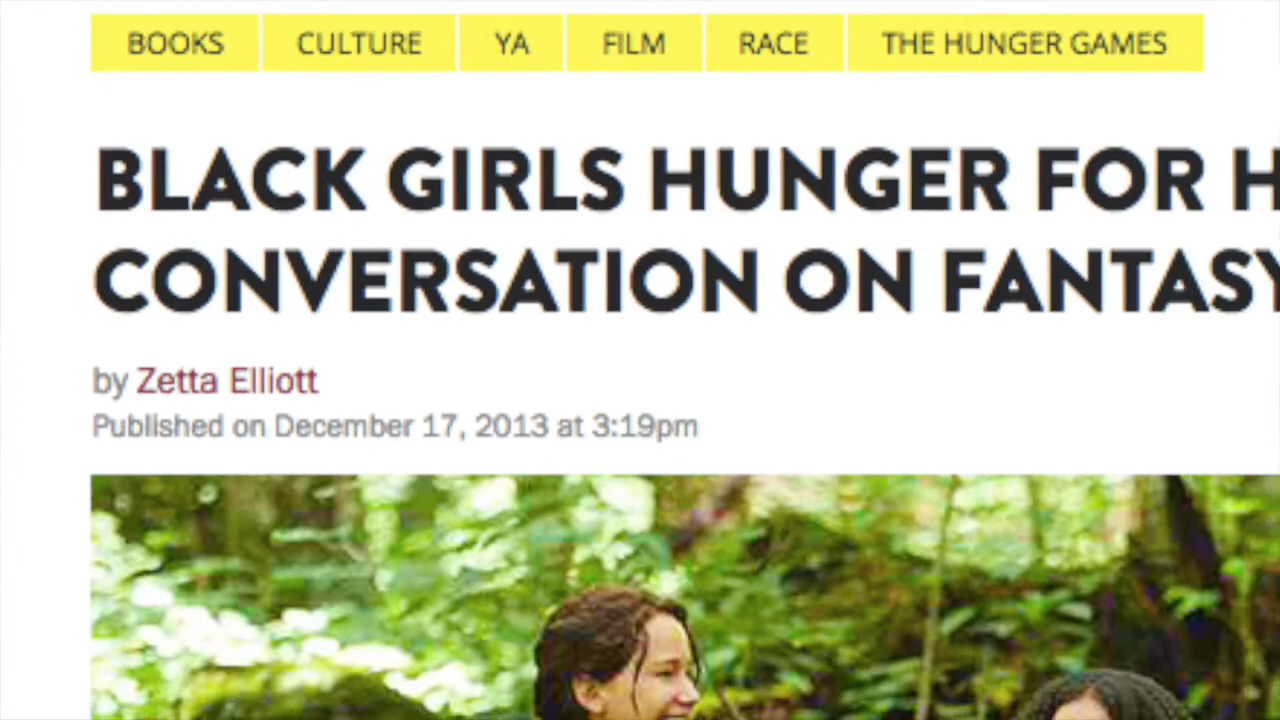 BOOKS CULTURE YA FILM RACE THE HUNGER GAMES
BLACK GIRLS HUNGER FOR
CONVERSATION ON FANTASY
by Zetta Elliott
Published on December 17, 2013 at 3:19pm